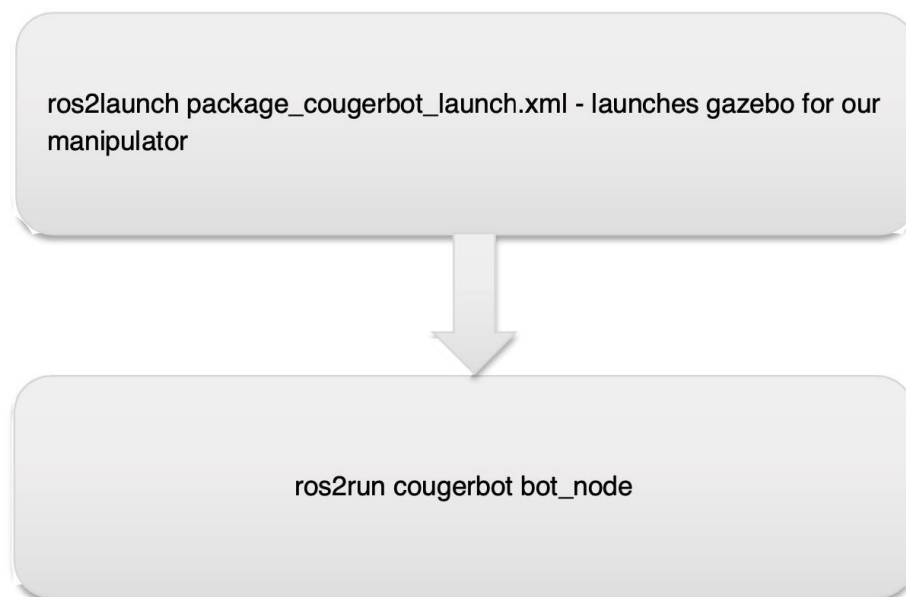 ros2launch package_cougerbot_launch.xml - launches gazebo for our
manipulator
ros2run cougerbot bot_node